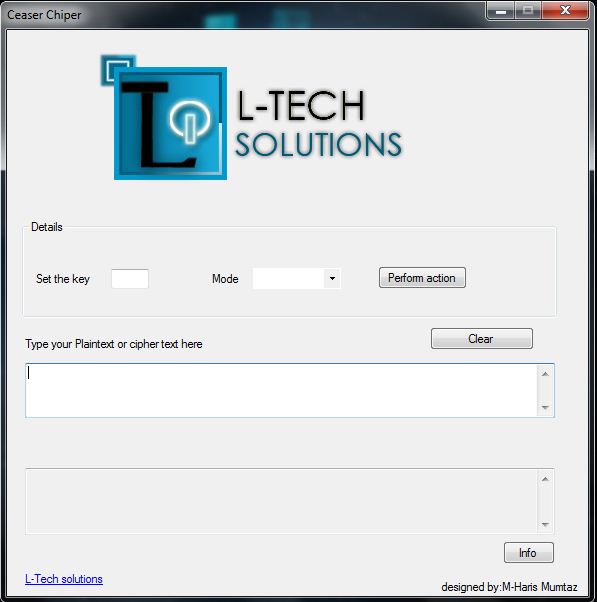 Ceaser Chiper
L-TECH
SOLUTIONS
Details
Set the key
Mode
Perform action
Type your Plaintext or cipher text here
Clear
Info
L-Tech solutions
designed by:M-Haris Mumtaz